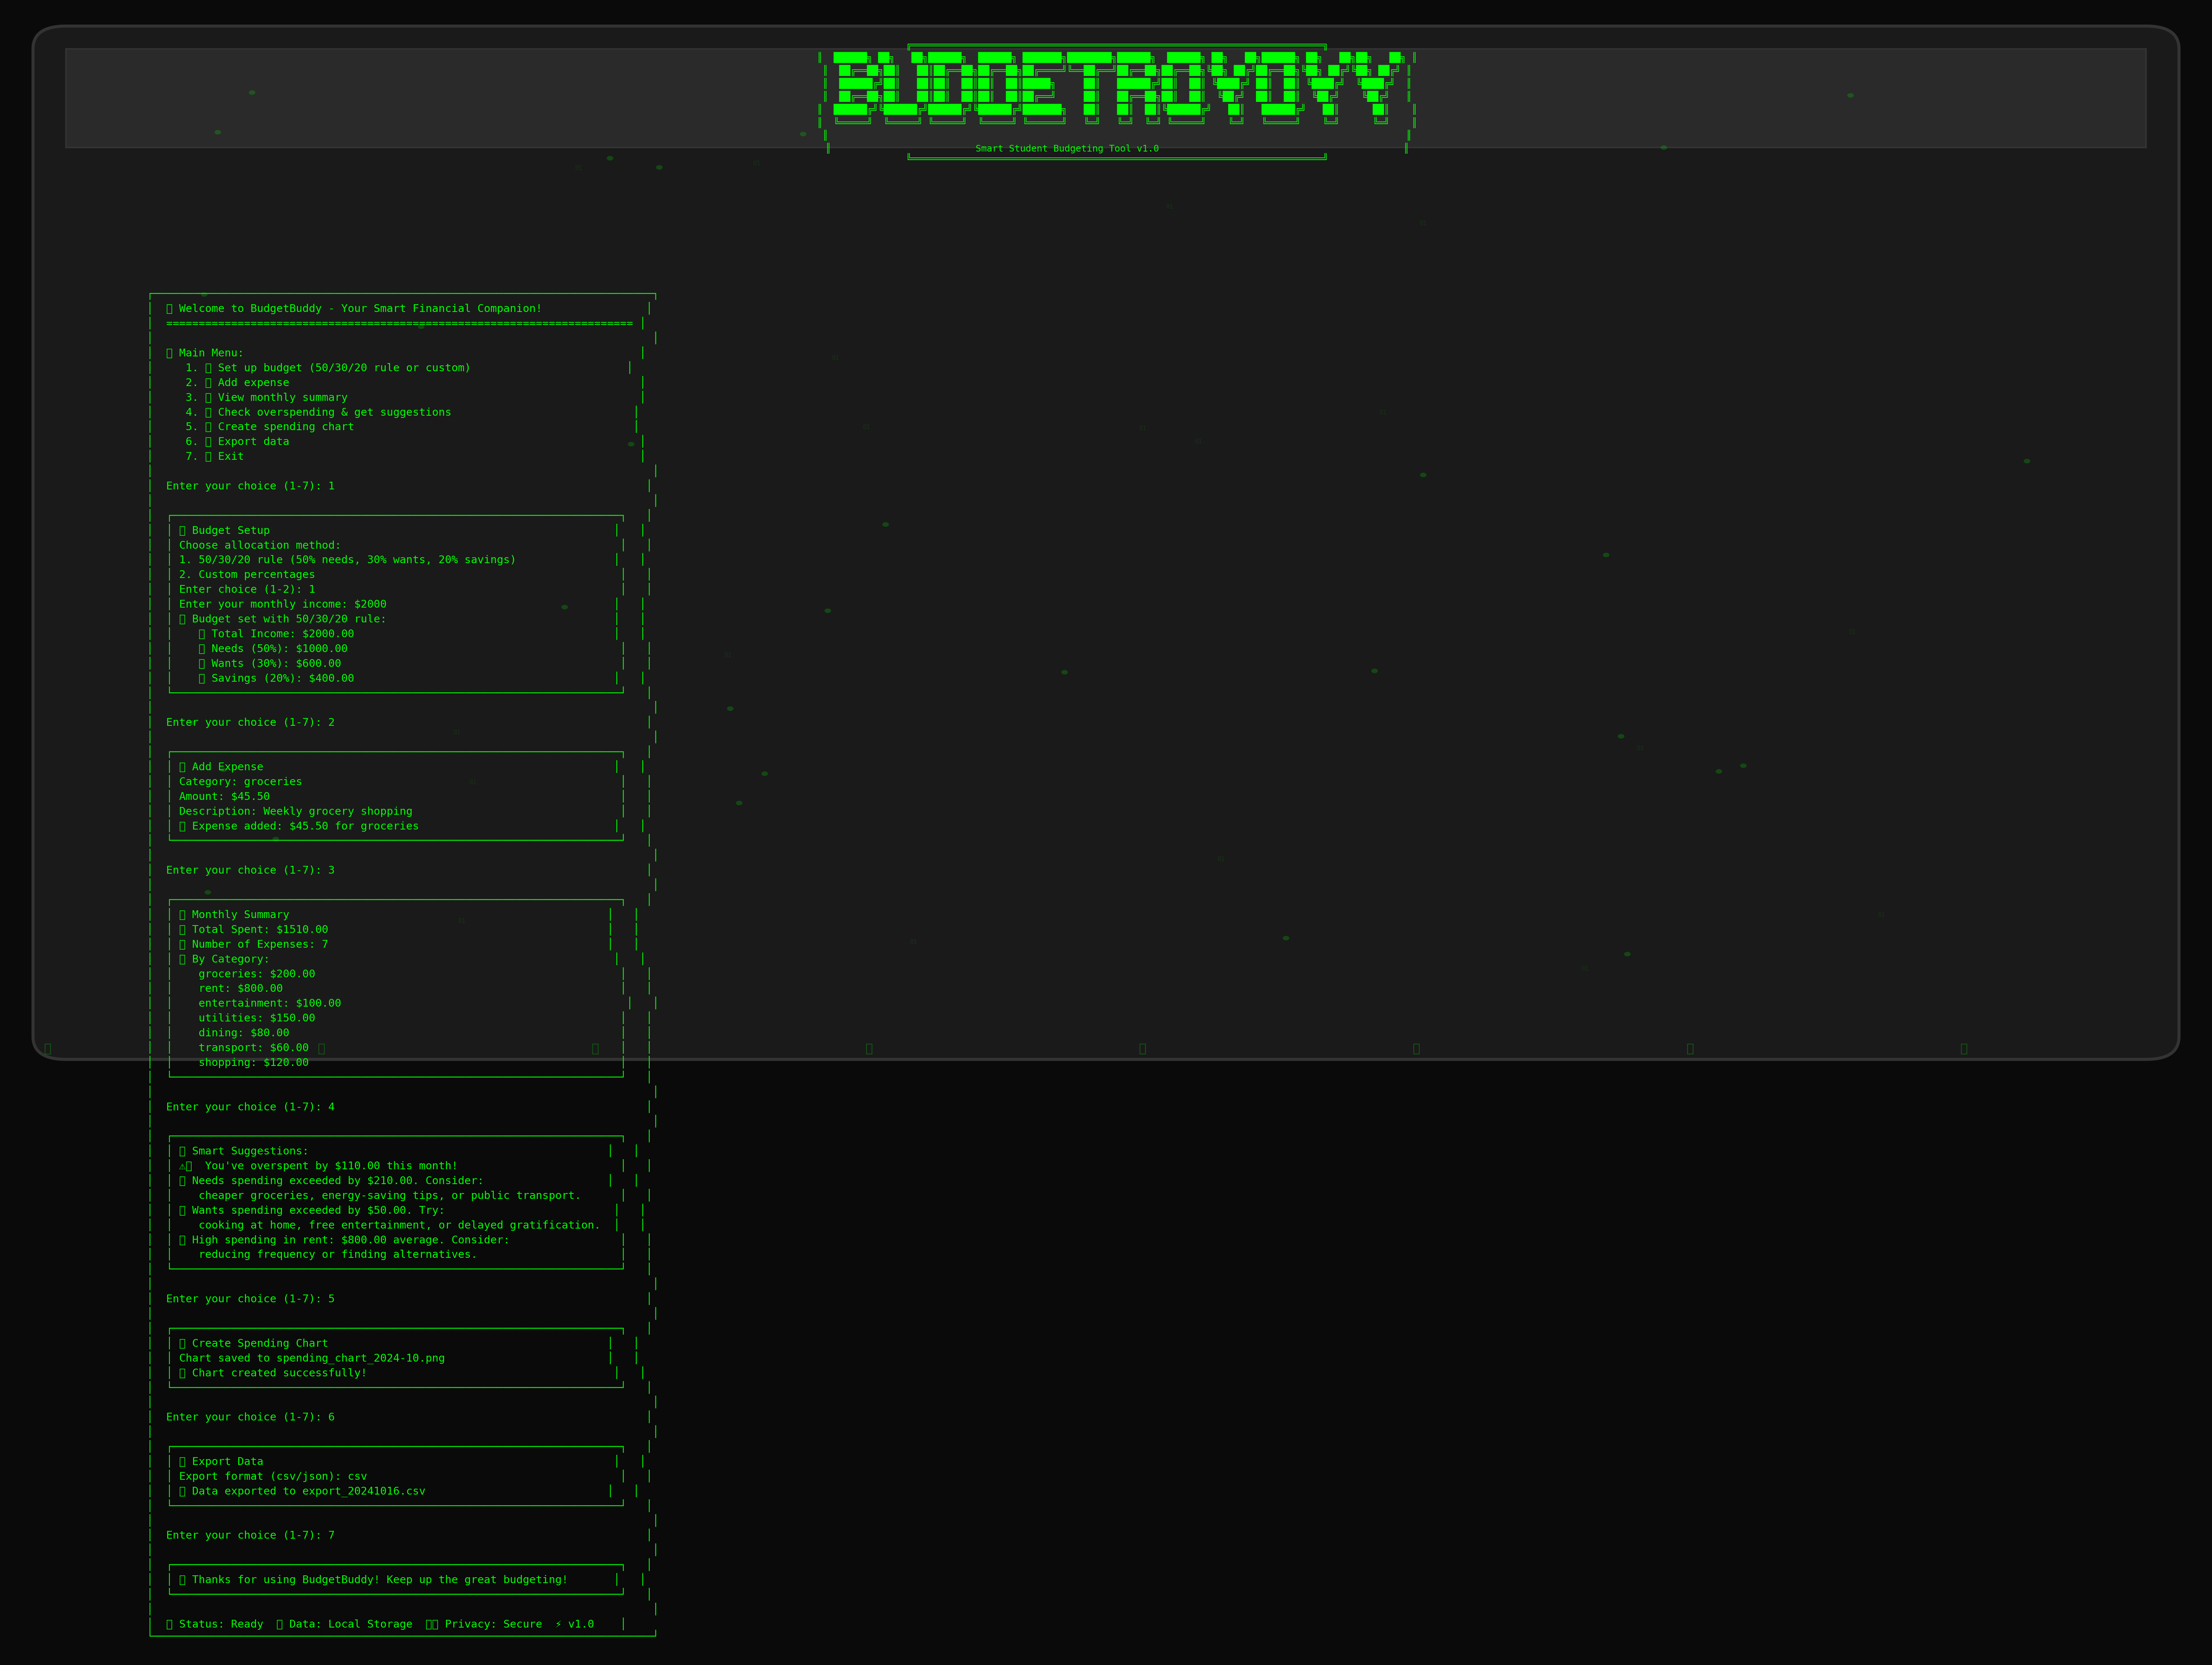 Smart Student Budgeting Tool v1.0
Welcome to BudgetBuddy - Your Smart Financial Companion!
========================================================================
Main Menu:
1. Set up budget (50/30/20 rule or custom)
2. Add expense
3. View monthly summary
4. Check overspending & get suggestions
5. Create spending chart
6. Export data
7. Exit
Enter your choice (1-7): 1
Budget Setup
Choose allocation method:
1. 50/30/20 rule (50% needs, 30% wants, 20% savings)
2. Custom percentages
Enter choice (1-2): 1
Enter your monthly income: $2000
Budget set with 50/30/20 rule:
Total Income: $2000.00
Needs (50%): $1000.00
Wants (30%): $600.00
Savings (20%): $400.00
Enter your choice (1-7): 2
Add Expense
Category: groceries
Amount: $45.50
Description: Weekly grocery shopping
Expense added: $45.50 for groceries
Enter your choice (1-7): 3
Monthly Summary
Total Spent: $1510.00
Number of Expenses: 7
By Category:
groceries: $200.00
rent: $800.00
entertainment: $100.00
utilities: $150.00
dining: $80.00
transport: $60.00
shopping: $120.00
Enter your choice (1-7): 4
Smart Suggestions:
⚠ You've overspent by $110.00 this month!
Needs spending exceeded by $210.00. Consider:
cheaper groceries, energy-saving tips, or public transport.
Wants spending exceeded by $50.00. Try:
cooking at home, free entertainment, or delayed gratification.
High spending in rent: $800.00 average. Consider:
reducing frequency or finding alternatives.
Enter your choice (1-7): 5
Create Spending Chart
Chart saved to spending_chart_2024-10.png
Chart created successfully!
Enter your choice (1-7): 6
Export Data
Export format (csv/json): csv
Data exported to export_20241016.csv
Enter your choice (1-7): 7
Thanks for using BudgetBuddy! Keep up the great budgeting!
Status: Ready Data: Local Storage Privacy: Secure ⚡ v1.0